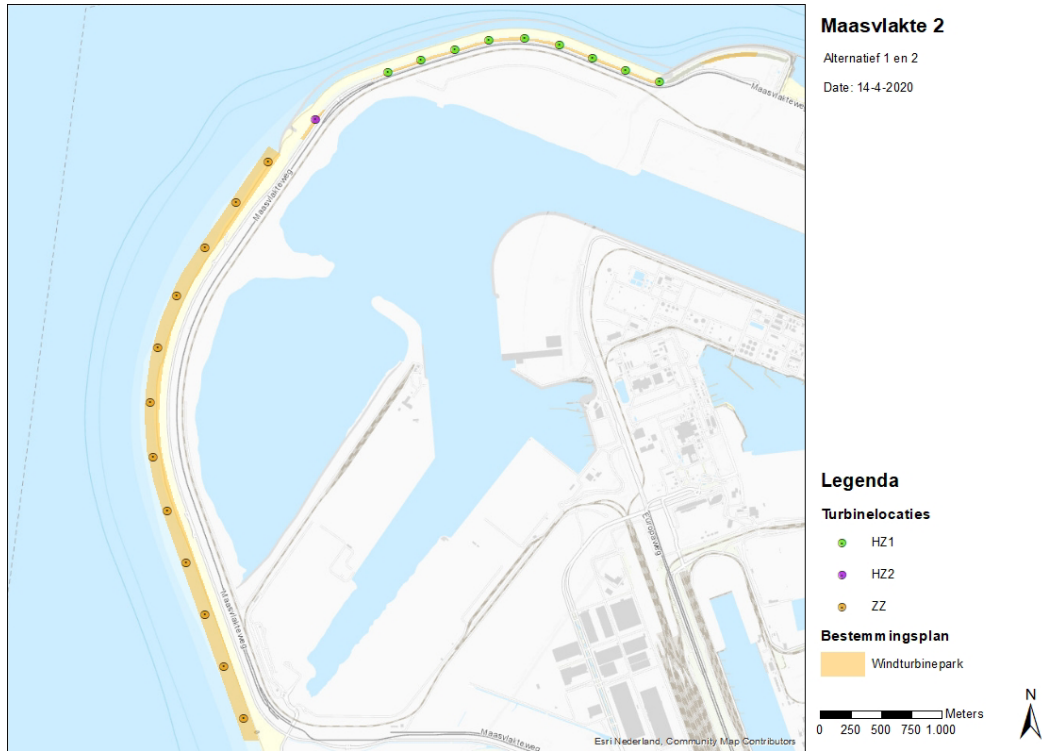 Maasvlakte 2
Alternatief 1 en 2
Date: 14-4-2020
Maasvlakteweg
Maasvlakteweg
Europaweg
Maasvlakteweg
Maasvlakteweg
Esri Nederland, Community Map Contributors
Legenda
Turbinelocaties
HZ1
HZ2
ZZ
Bestemmingsplan
Windturbinepark
Meters
0 250 500 750 1.000
N